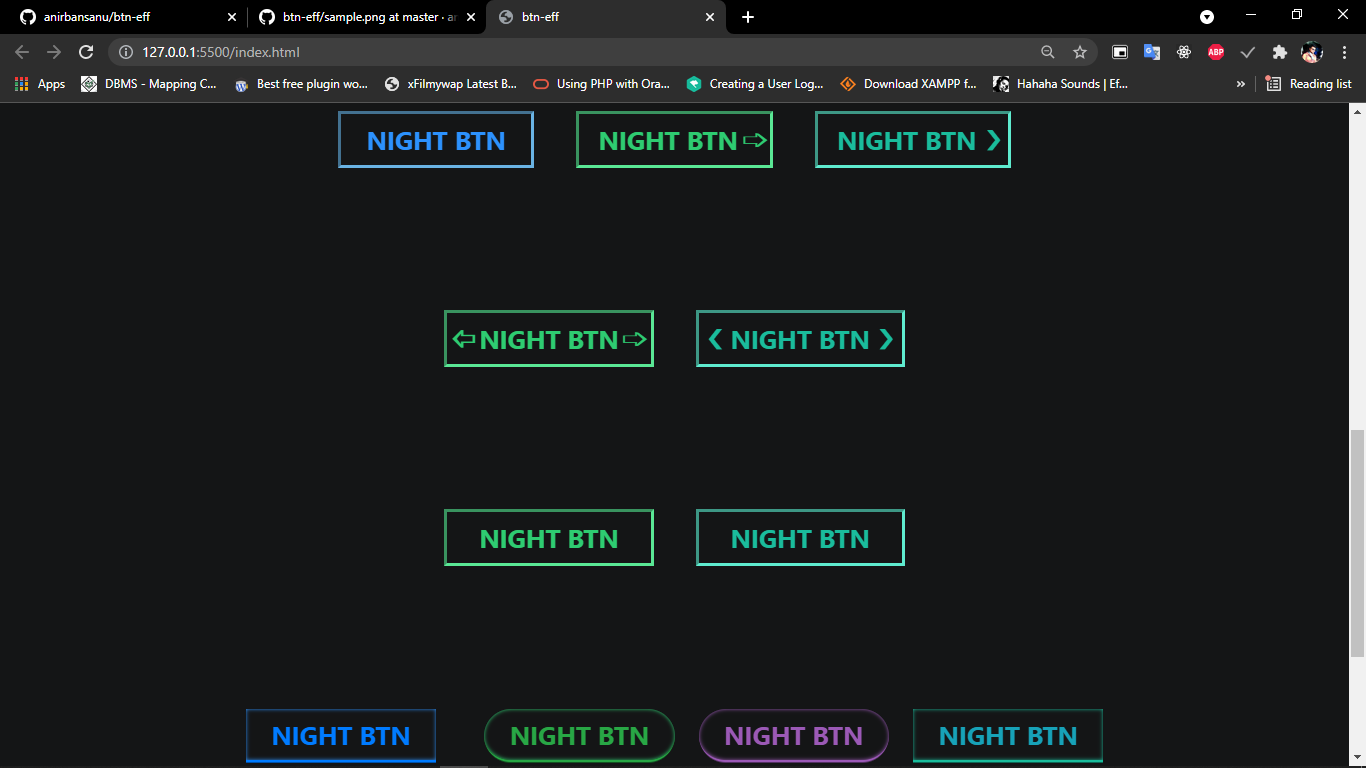 anirbansanu/btn-eff
btn-eff/sample.png at master ·
btn-eff
127.0.0.1:5500/index.html
ABP
Apps
DBMS - Mapping C...
Best free plugin wo...
xFilmywap Latest B...
Using PHP with Ora...
Creating a User Log...
Download XAMPP f...
Hahaha Sounds | Ef...
»
Reading list
NIGHT BTN
NIGHT BTN ➩
NIGHT BTN ❯
⇦ NIGHT BTN ➩
❮ NIGHT BTN ❯
NIGHT BTN
NIGHT BTN
NIGHT BTN
NIGHT BTN
NIGHT BTN
NIGHT BTN